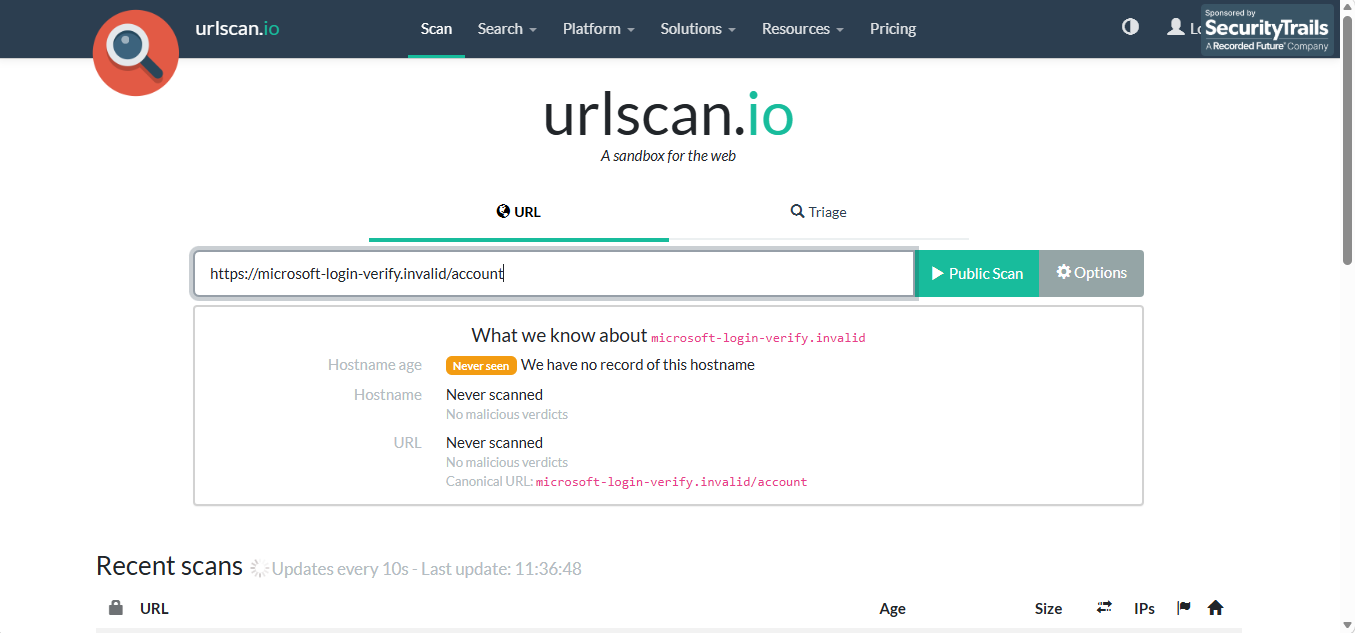 urlscan.io
Scan Search Platform Solutions Resources Pricing
Sponsored by
SecurityTrails
A Recorded Future® Company
urlscan.io
A sandbox for the web
URL Triage
https://microsoft-login-verify.invalid/account Public Scan Options
What we know about microsoft-login-verify.invalid
Hostname age Never seen We have no record of this hostname
Hostname Never scanned
No malicious verdicts
URL Never scanned
No malicious verdicts
Canonical URL: microsoft-login-verify.invalid/account
Recent scans Updates every 10s - Last update: 11:36:48
URL Age Size IPs